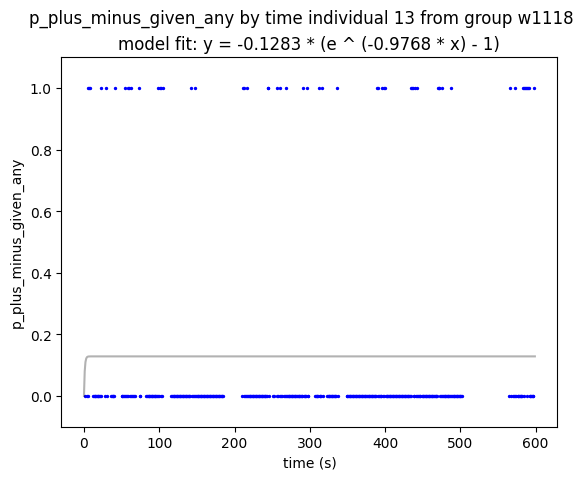 p_plus_minus_given_any by time individual 13 from group w1118
model fit: y = -0.1283 * (e ^ (-0.9768 * x) - 1)
1.0
0.8
0.6
0.4
0.2
0.0
p_plus_minus_given_any
0 100 200 300 400 500 600
time (s)